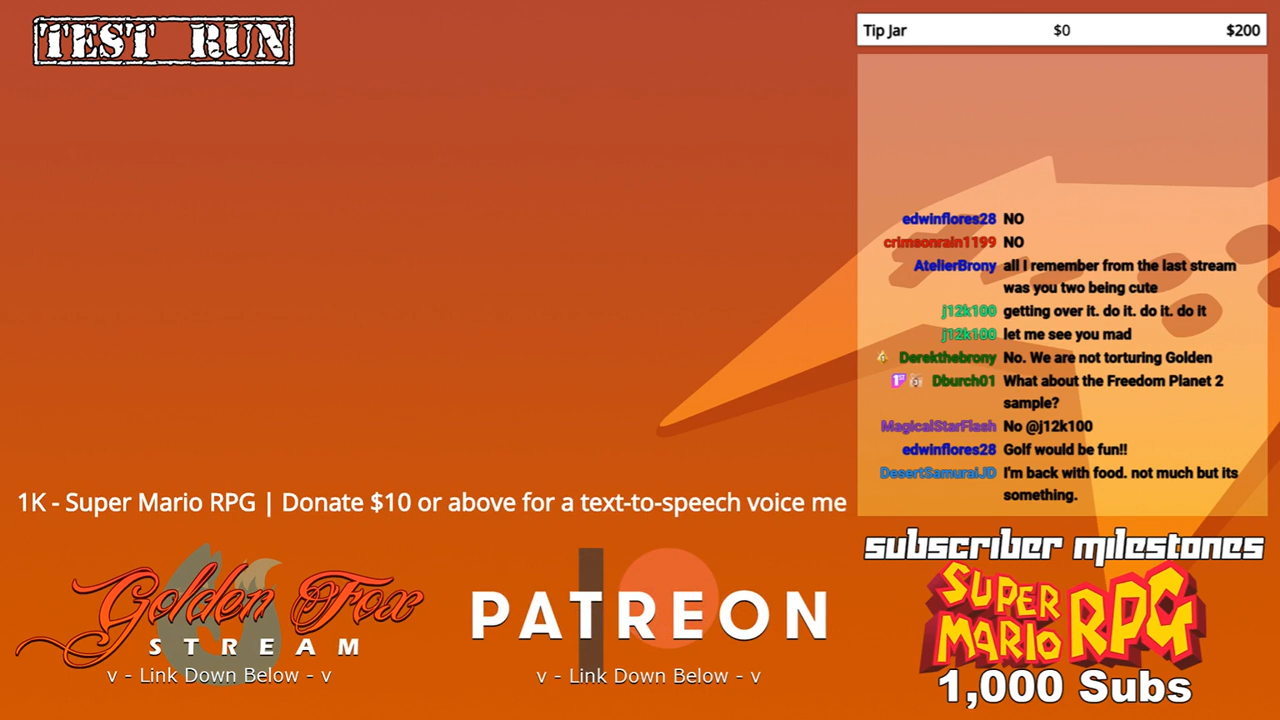 TEST RUN
Tip Jar $0 $200
edwinflores28 NO
crimsonrain1199 NO
AtelierBrony all I remember from the last stream
was you two being cute
j12k100 getting over it. do it. do it. do it
j12k100 let me see you mad
Derekthebrony No. We are not torturing Golden
Dburch01 What about the Freedom Planet 2
sample?
MagicalStarFlash No @j12k100
edwinflores28 Golf would be fun!!
DesertSamuraiJD I'm back with food. not much but its
something.
1K - Super Mario RPG | Donate $10 or above for a text-to-speech voice me
Golden Fox
STREAM
v - Link Down Below - v
PATREON
v - Link Down Below - v
subscriber milestones
SUPER
MARIO RPG
1,000 Subs